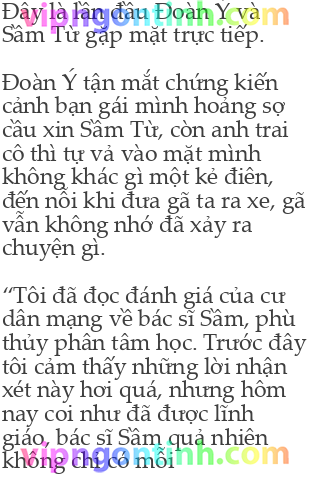 Đây là lần đầu Đoàn Ý và
Sầm Từ gặp mặt trực tiếp.
Đoàn Ý tận mắt chứng kiến
cảnh bạn gái mình hoảng sợ
cầu xin Sầm Từ, còn anh trai
cô thì tự vả vào mặt mình
không khác gì một kẻ điên,
đến nỗi khi đưa gã ta ra xe, gã
vẫn không nhớ đã xảy ra
chuyện gì.
“Tôi đã đọc đánh giá của cư
dân mạng về bác sĩ Sầm, phù
thủy phân tâm học. Trước đây
tôi cảm thấy những lời nhận
xét này hơi quá, nhưng hôm
nay coi như đã được lĩnh
giáo, bác sĩ Sầm quả nhiên
không chỉ có mỗi
vipngontinh.com
vipngontinh.com